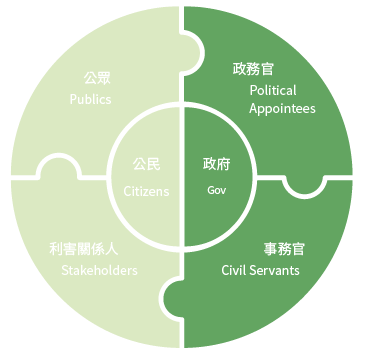 公眾
Publics
政務官
Political
Appointees
公民
Citizens
政府
Gov
利害關係人
Stakeholders
事務官
Civil Servants